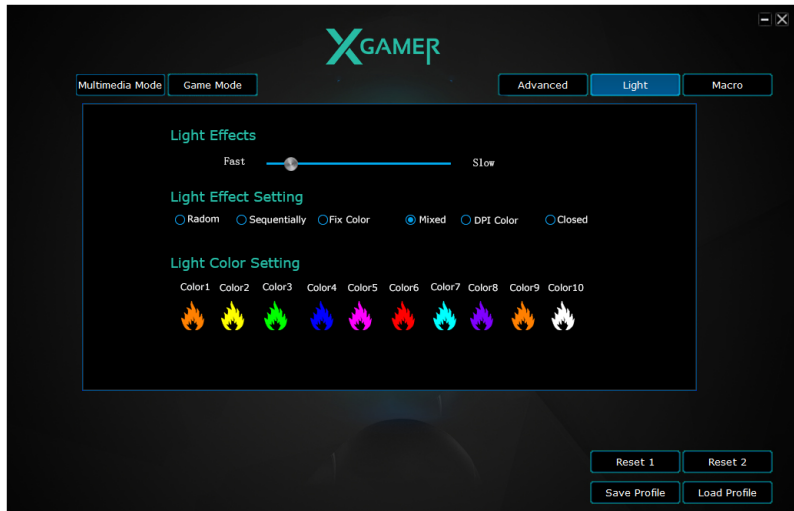 XGAMER
Multimedia Mode Game Mode Advanced Light Macro
Light Effects
Fast Slow
Light Effect Setting
Radom Sequentially Fix Color Mixed DPI Color Closed
Light Color Setting
Color1 Color2 Color3 Color4 Color5 Color6 Color7 Color8 Color9 Color10
Reset 1 Reset 2
Save Profile Load Profile